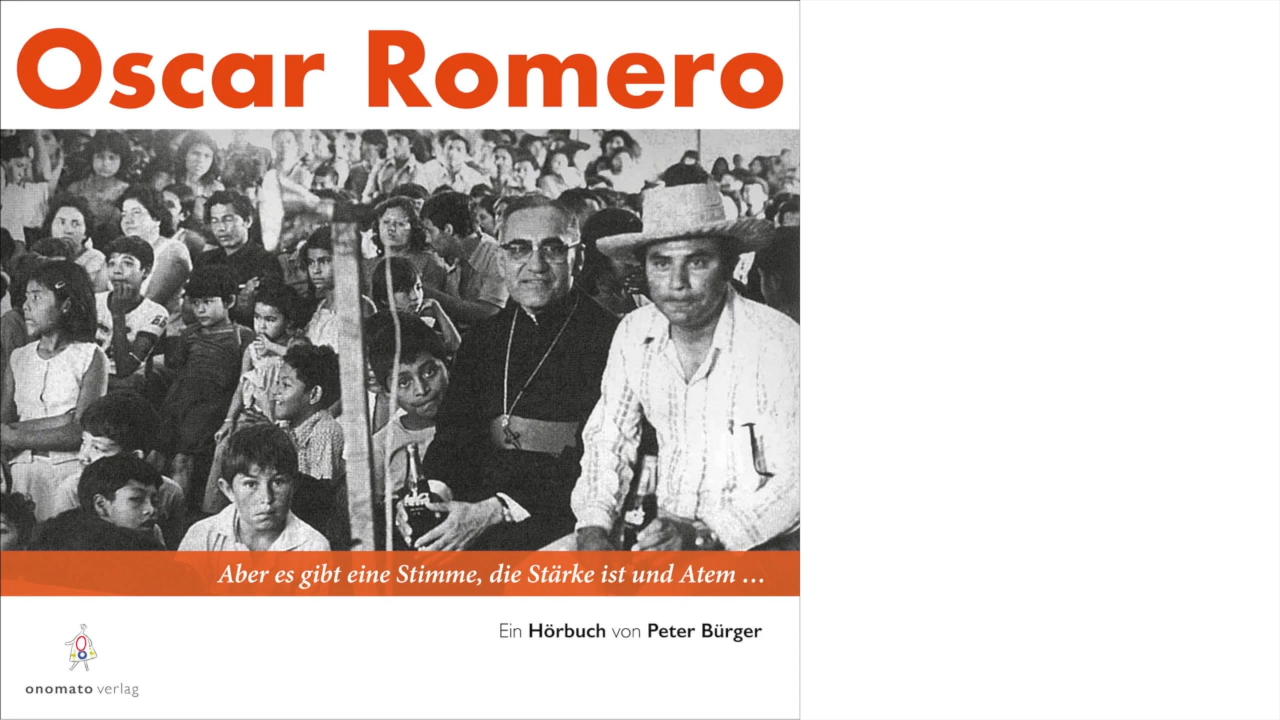 Oscar Romero
Aber es gibt eine Stimme, die Stärke ist und Atem …
Ein Hörbuch von Peter Bürger
onomato verlag